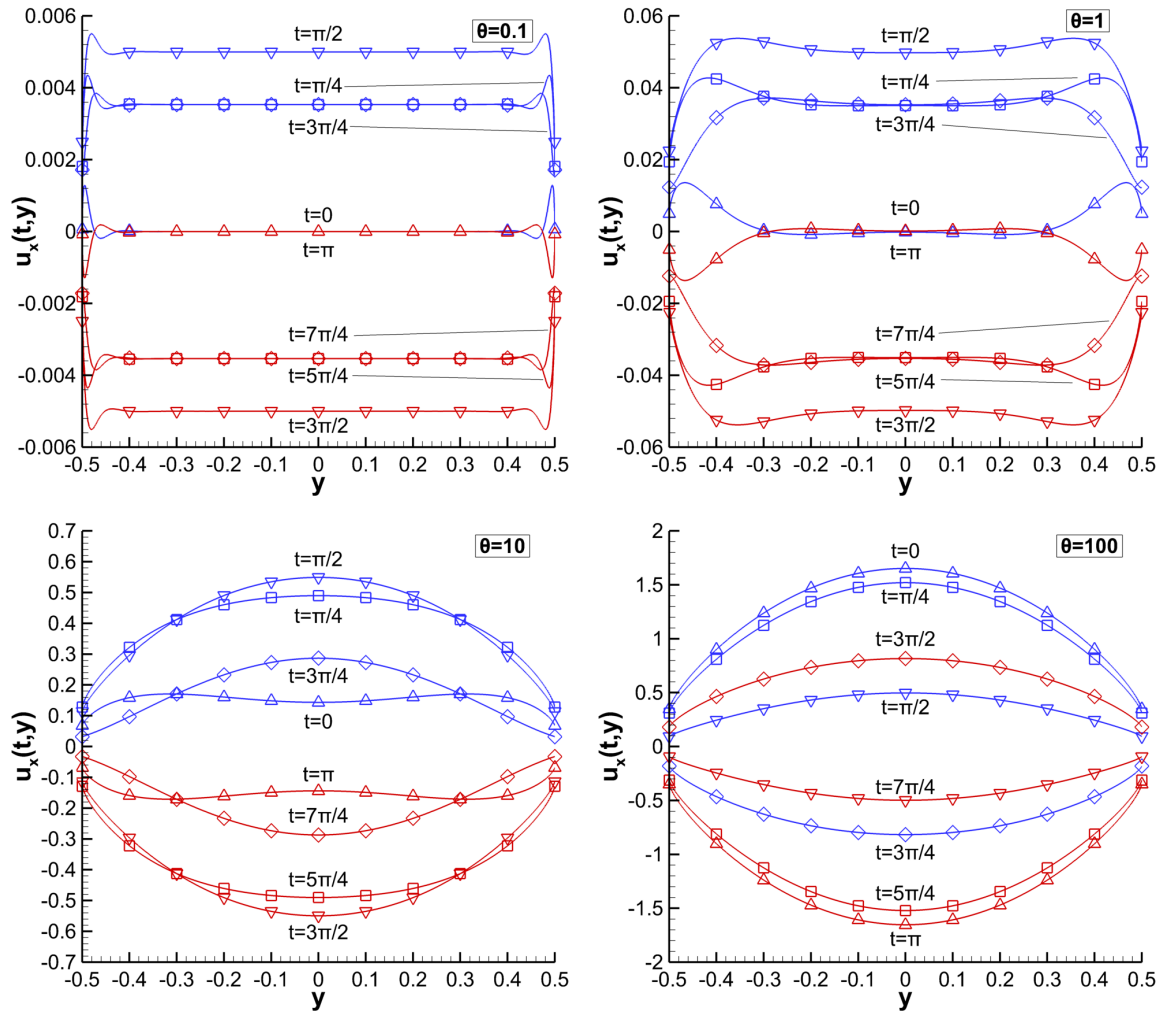 0.006
θ=0.1
t=π/2
0.004
t=π/4
t=3π/4
0.002
u_x(t,y)
t=0
0
t=π
-0.002
t=7π/4
-0.004
t=5π/4
t=3π/2
-0.006
-0.5 -0.4 -0.3 -0.2 -0.1 0 0.1 0.2 0.3 0.4 0.5
y
0.06
θ=1
t=π/2
0.04
t=π/4
t=3π/4
0.02
u_x(t,y)
t=0
0
t=π
-0.02
t=7π/4
-0.04
t=5π/4
t=3π/2
-0.06
-0.5 -0.4 -0.3 -0.2 -0.1 0 0.1 0.2 0.3 0.4 0.5
y
0.7
θ=10
t=π/2
0.6
0.5
t=π/4
0.4
0.3
t=3π/4
0.2
0.1
t=0
u_x(t,y)
0
-0.1
t=π
-0.2
t=7π/4
-0.3
-0.4
t=5π/4
-0.5
t=3π/2
-0.6
-0.7
-0.5 -0.4 -0.3 -0.2 -0.1 0 0.1 0.2 0.3 0.4 0.5
y
2
θ=100
t=0
1.5
t=π/4
1
t=3π/2
0.5
t=π/2
u_x(t,y)
0
t=7π/4
-0.5
t=3π/4
-1
t=5π/4
-1.5
t=π
-2
-0.5 -0.4 -0.3 -0.2 -0.1 0 0.1 0.2 0.3 0.4 0.5
y